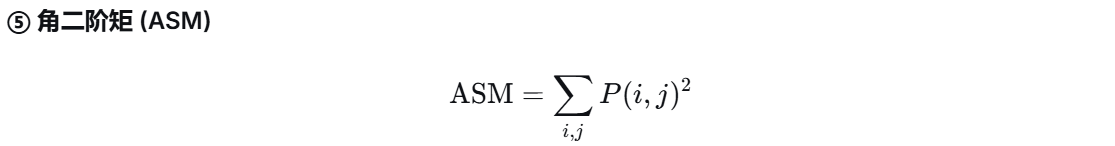 ⑤ 角二阶矩 (ASM)
ASM = ∑ P(i, j)²
i,j